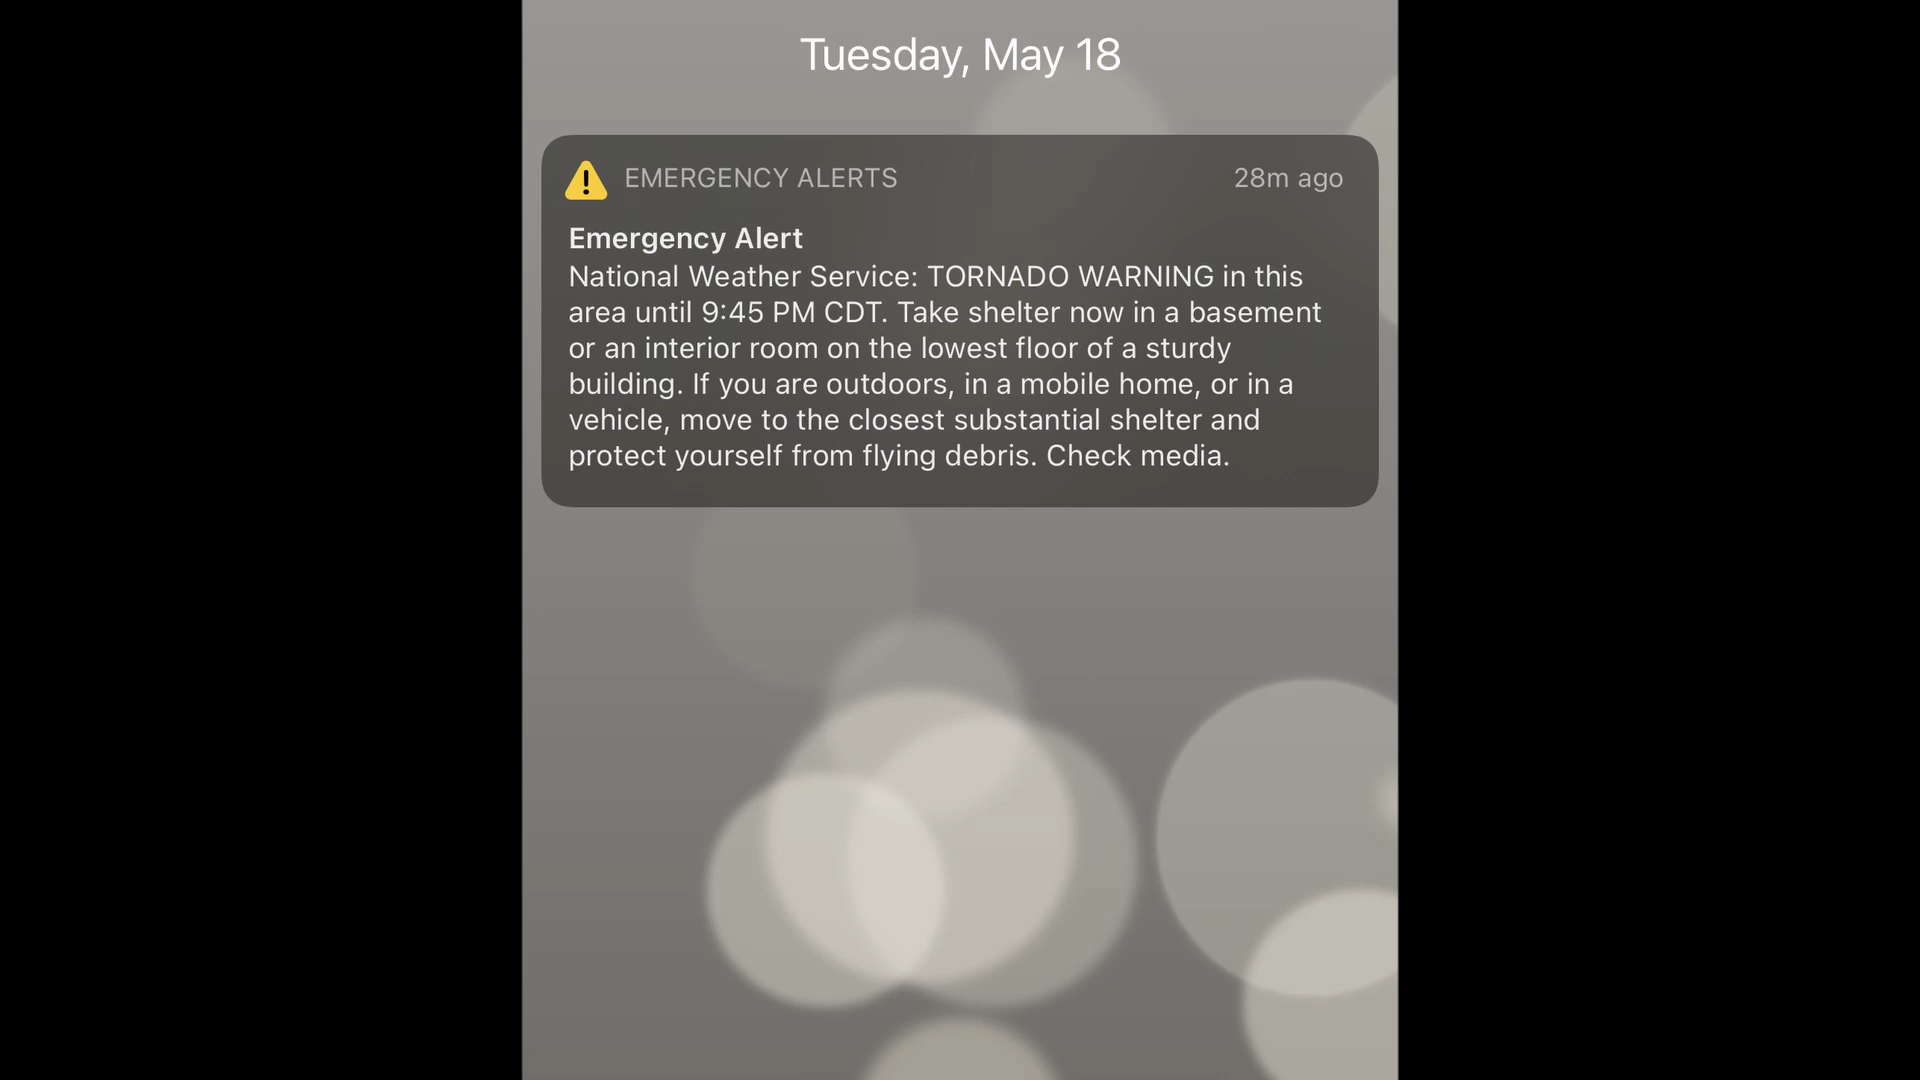 Tuesday, May 18
EMERGENCY ALERTS 28m ago
Emergency Alert
National Weather Service: TORNADO WARNING in this
area until 9:45 PM CDT. Take shelter now in a basement
or an interior room on the lowest floor of a sturdy
building. If you are outdoors, in a mobile home, or in a
vehicle, move to the closest substantial shelter and
protect yourself from flying debris. Check media.